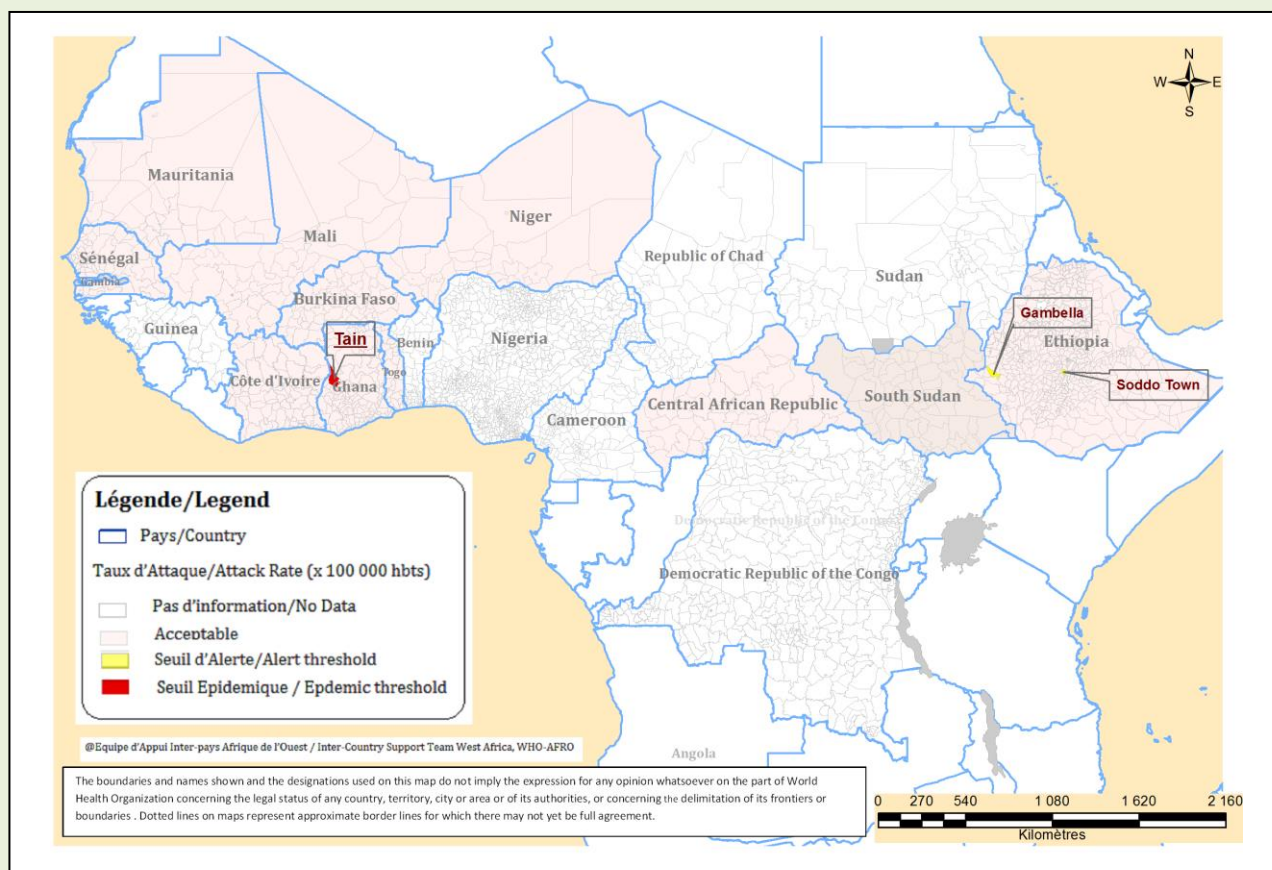 N
W E
S
Mauritania
Mali
Niger
Sénégal
Gambia
Burkina Faso
Guinea
Tain
Benin
Nigeria
Republic of Chad
Sudan
Gambella
Ethiopia
Soddo Town
Côte d'Ivoire
Ghana
Togo
Cameroon
Central African Republic
South Sudan
Democratic Republic of the Congo
Democratic Republic of the Congo
Angola
Légende/Legend
Pays/Country
Taux d'Attaque/Attack Rate (x 100 000 hbts)
Pas d'information/No Data
Acceptable
Seuil d'Alerte/Alert threshold
Seuil Epidemique / Epdemic threshold
@Equipe d'Appui Inter-pays Afrique de l'Ouest / Inter-Country Support Team West Africa, WHO-AFRO
The boundaries and names shown and the designations used on this map do not imply the expression for any opinion whatsoever on the part of World
Health Organization concerning the legal status of any country, territory, city or area or of its authorities, or concerning the delimitation of its frontiers or
boundaries . Dotted lines on maps represent approximate border lines for which there may not yet be full agreement.
0 270 540 1 080 1 620 2 160
Kilomètres